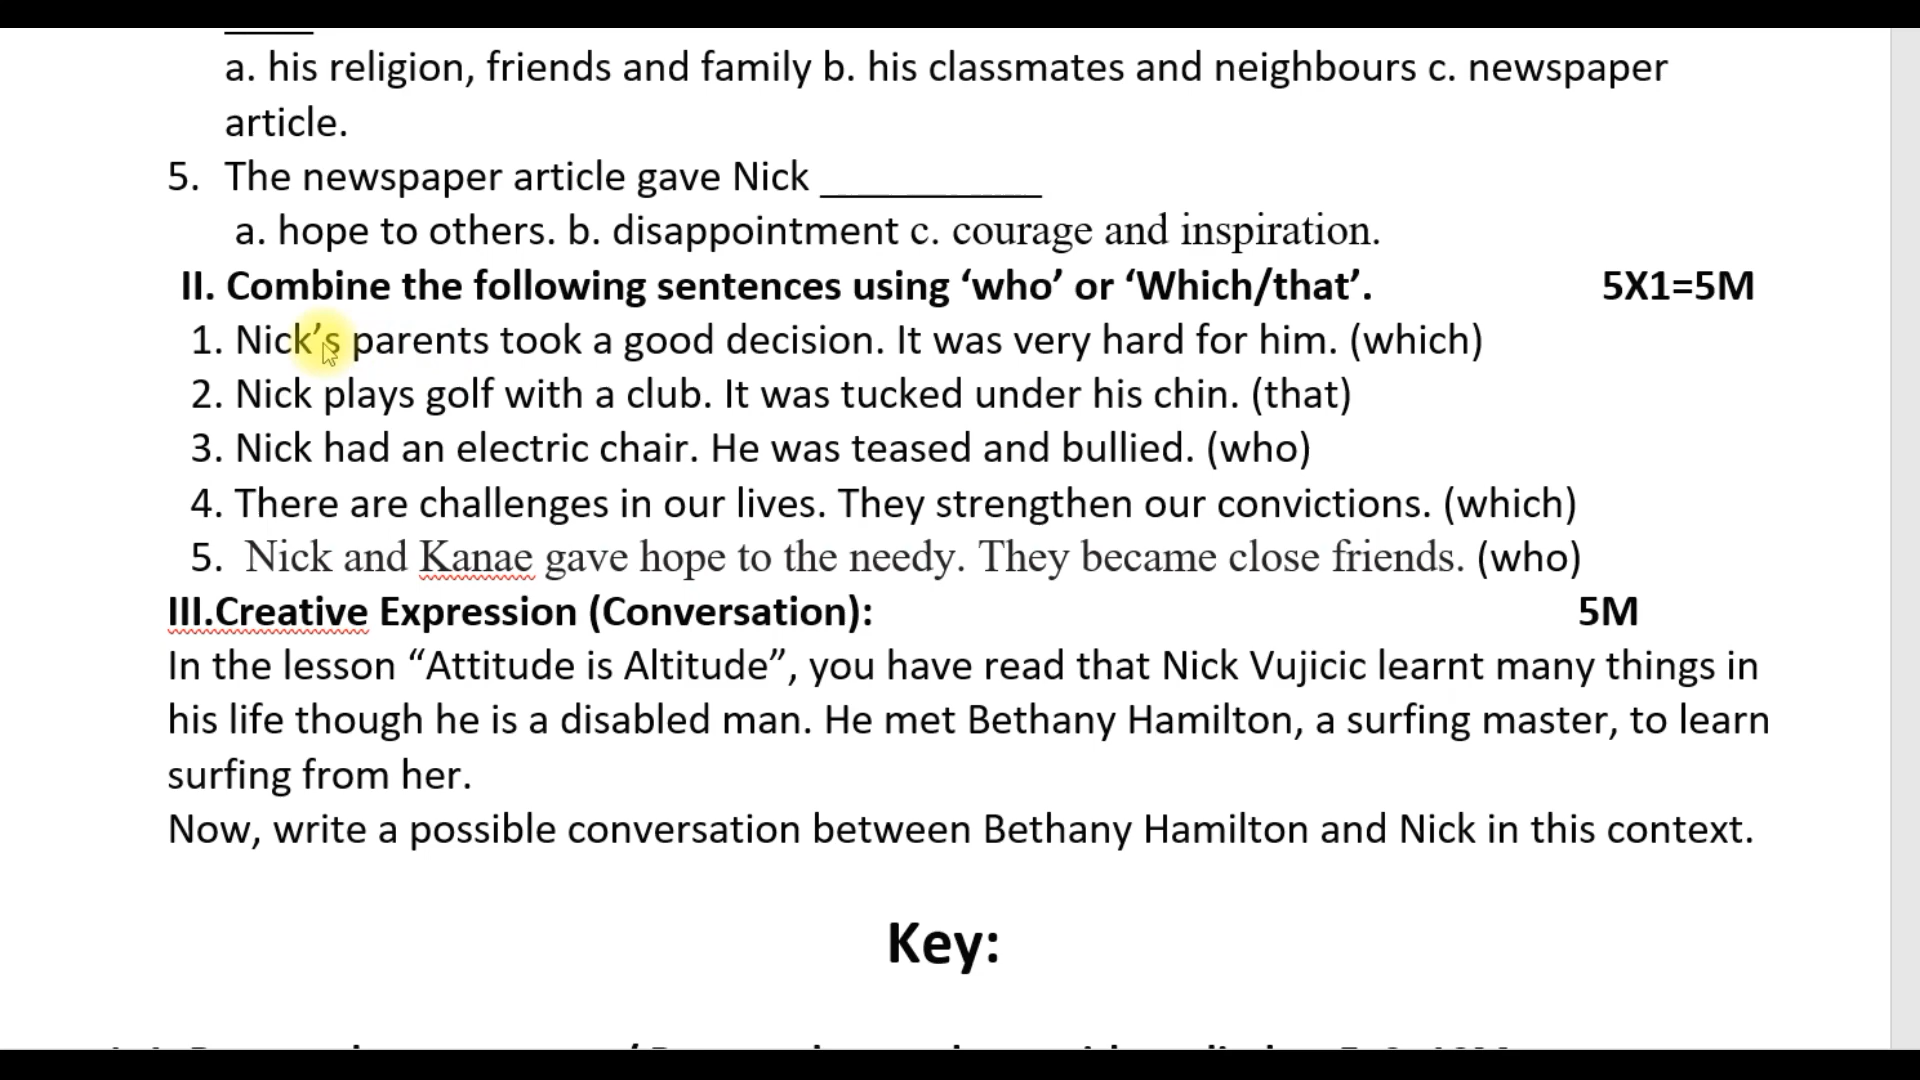 a. his religion, friends and family b. his classmates and neighbours c. newspaper
article.
5. The newspaper article gave Nick __________
a. hope to others. b. disappointment c. courage and inspiration.
II. Combine the following sentences using ‘who’ or ‘Which/that’. 5X1=5M
1. Nick’s parents took a good decision. It was very hard for him. (which)
2. Nick plays golf with a club. It was tucked under his chin. (that)
3. Nick had an electric chair. He was teased and bullied. (who)
4. There are challenges in our lives. They strengthen our convictions. (which)
5. Nick and Kanae gave hope to the needy. They became close friends. (who)
III.Creative Expression (Conversation): 5M
In the lesson “Attitude is Altitude”, you have read that Nick Vujicic learnt many things in
his life though he is a disabled man. He met Bethany Hamilton, a surfing master, to learn
surfing from her.
Now, write a possible conversation between Bethany Hamilton and Nick in this context.
Key: